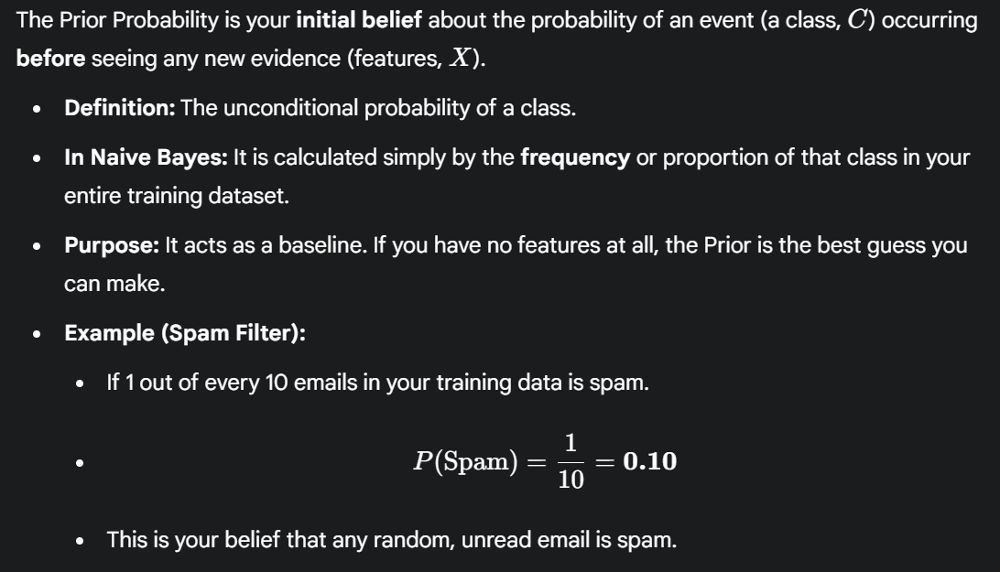 The Prior Probability is your initial belief about the probability of an event (a class, C) occurring
before seeing any new evidence (features, X).
• Definition: The unconditional probability of a class.
• In Naive Bayes: It is calculated simply by the frequency or proportion of that class in your
entire training dataset.
• Purpose: It acts as a baseline. If you have no features at all, the Prior is the best guess you
can make.
• Example (Spam Filter):
• If 1 out of every 10 emails in your training data is spam.
• P(Spam) = 1/10 = 0.10
• This is your belief that any random, unread email is spam.